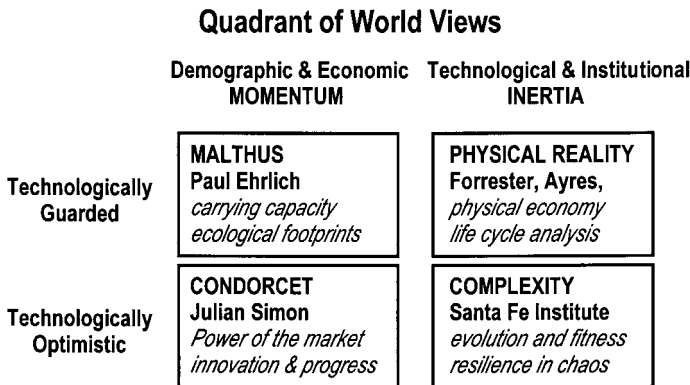 Quadrant of World Views
Demographic & Economic
MOMENTUM
Technological & Institutional
INERTIA
Technologically
Guarded
MALTHUS
Paul Ehrlich
carrying capacity
ecological footprints
PHYSICAL REALITY
Forrester, Ayres,
physical economy
life cycle analysis
Technologically
Optimistic
CONDORCET
Julian Simon
Power of the market
innovation & progress
COMPLEXITY
Santa Fe Institute
evolution and fitness
resilience in chaos